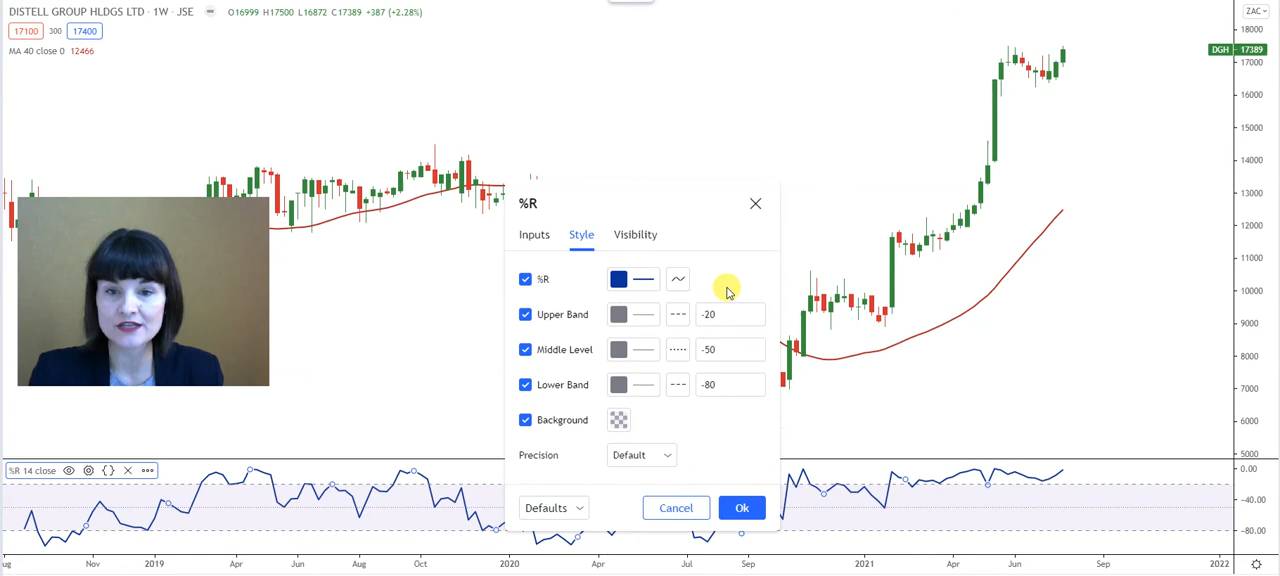 DISTELL GROUP HLDGS LTD · 1W · JSE O16999 H17500 L16872 C17389 +387 (+2.28%)
17100 300 17400
MA 40 close 0 12466
ZAC
18000
DGH 17389
17000
16000
15000
14000
13000
12000
11000
10000
9000
8000
7000
6000
5000
%R
Inputs Style Visibility
%R
Upper Band -20
Middle Level -50
Lower Band -80
Background
Precision Default
Defaults Cancel Ok
%R 14 close
0.00
-40.00
-80.00
ug Nov 2019 Apr Jun Aug Oct 2020 Apr Jul Sep 2021 Apr Jun Sep 2022